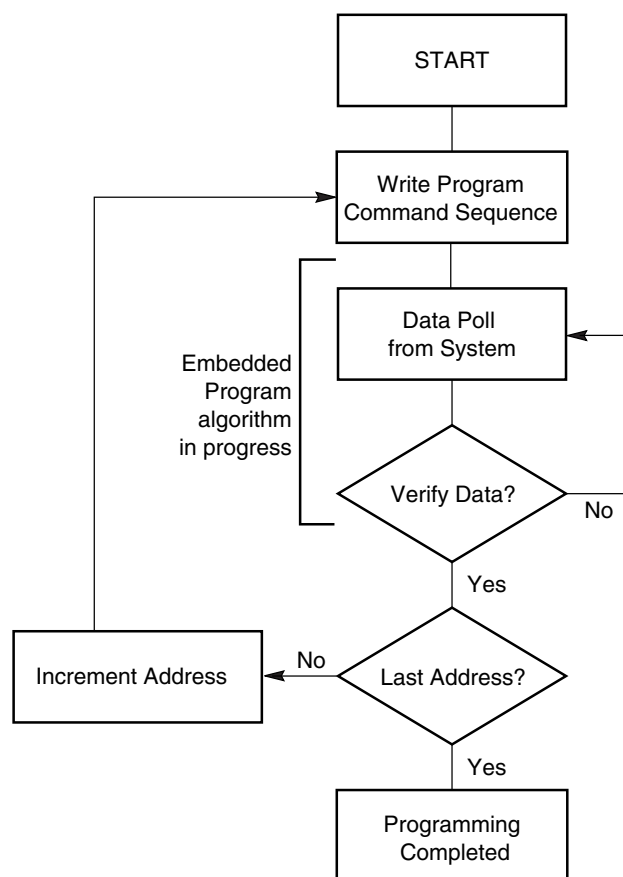 START
Write Program
Command Sequence
Data Poll
from System
Embedded
Program
algorithm
in progress
Verify Data?
No
Yes
No
Increment Address
Last Address?
Yes
Programming
Completed